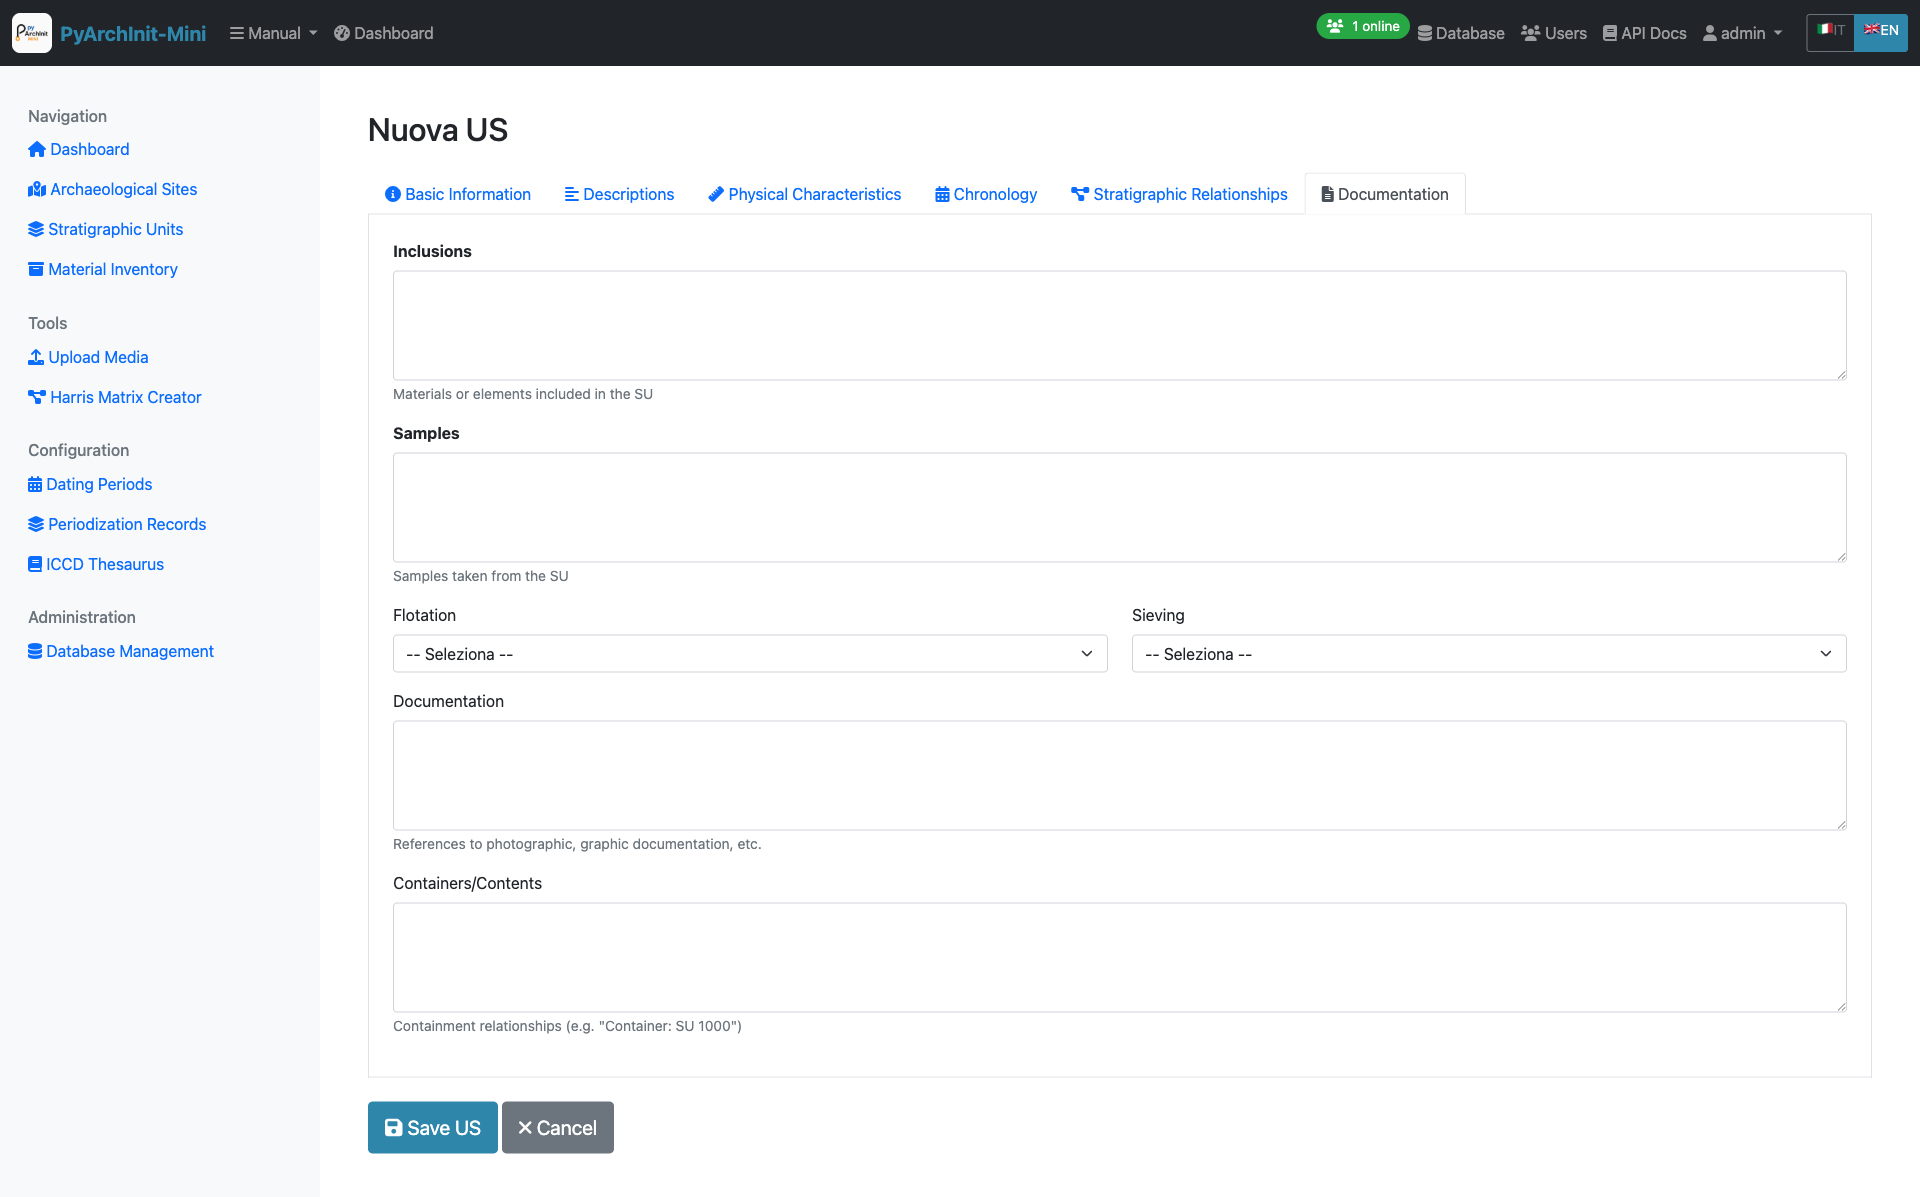 PyArchInit-Mini
Manual
Dashboard
1 online
Database
Users
API Docs
admin
IT
EN
Navigation
Dashboard
Archaeological Sites
Stratigraphic Units
Material Inventory
Tools
Upload Media
Harris Matrix Creator
Configuration
Dating Periods
Periodization Records
ICCD Thesaurus
Administration
Database Management
Nuova US
Basic Information
Descriptions
Physical Characteristics
Chronology
Stratigraphic Relationships
Documentation
Inclusions
Materials or elements included in the SU
Samples
Samples taken from the SU
Flotation
Sieving
-- Seleziona --
-- Seleziona --
Documentation
References to photographic, graphic documentation, etc.
Containers/Contents
Containment relationships (e.g. "Container: SU 1000")
Save US
Cancel